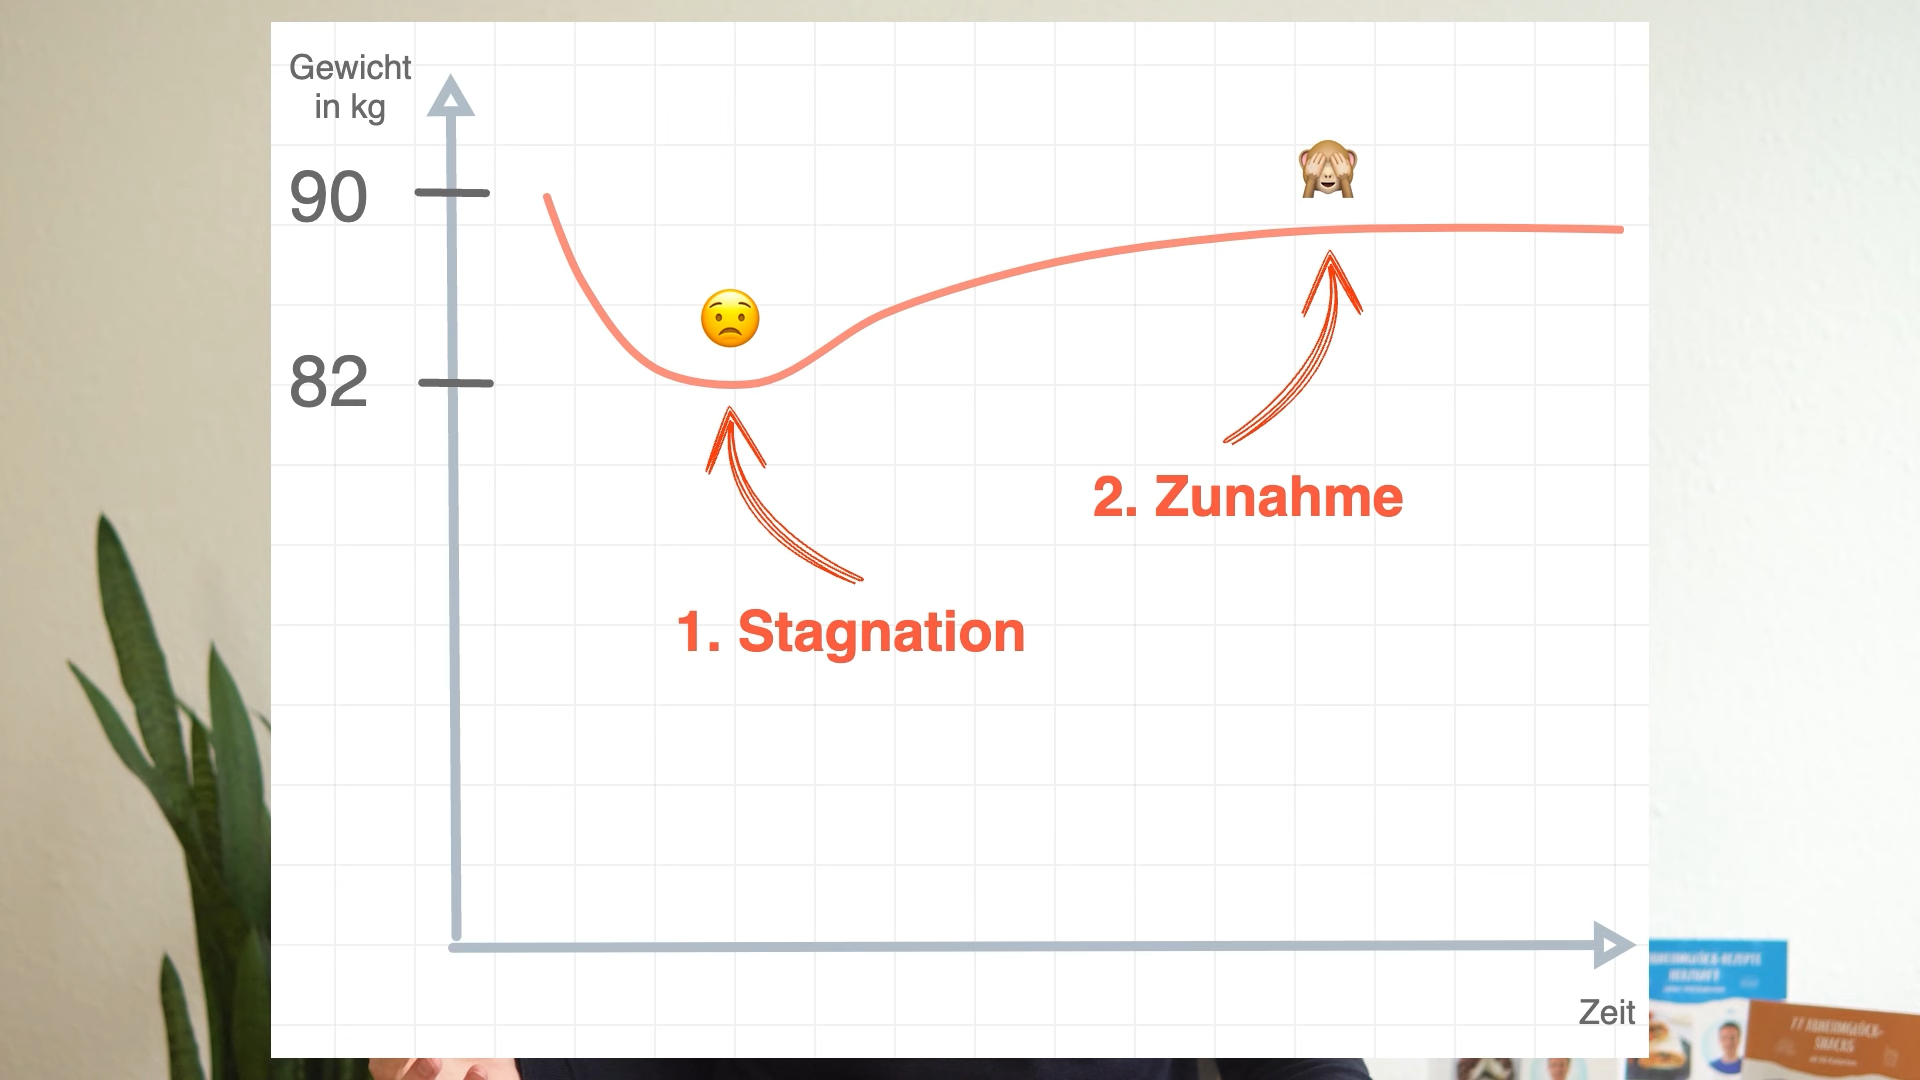 Gewicht
in kg
90
82
2. Zunahme
1. Stagnation
Zeit